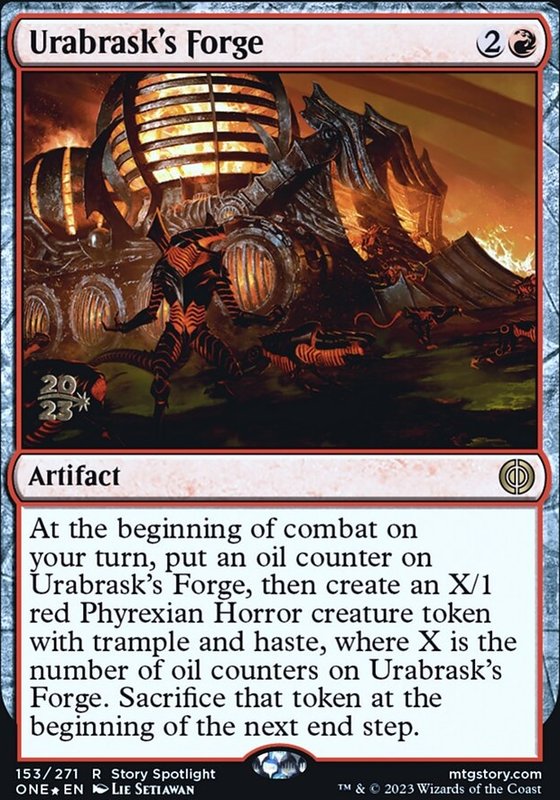 Urabrask's Forge 2
20
23
Artifact
At the beginning of combat on
your turn, put an oil counter on
Urabrask's Forge, then create an X/1
red Phyrexian Horror creature token
with trample and haste, where X is the
number of oil counters on Urabrask's
Forge. Sacrifice that token at the
beginning of the next end step.
153/271 R Story Spotlight mtgstory.com
ONE★EN Lie Setiawan ™ & © 2023 Wizards of the Coast